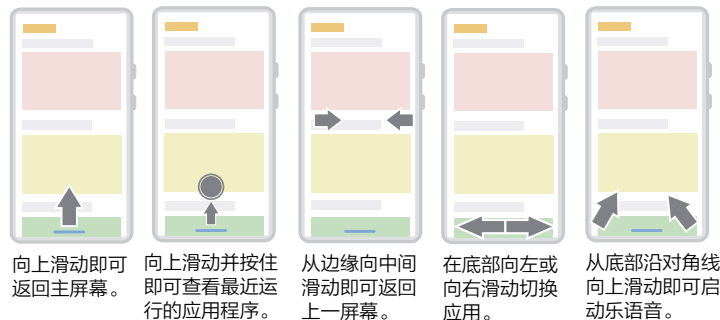 向上滑动即可
返回主屏幕。
向上滑动并按住
即可查看最近运
行的应用程序。
从边缘向中间
滑动即可返回
上一屏幕。
在底部向左或
向右滑动切换
应用。
从底部沿对角线
向上滑动即可启
动乐语音。